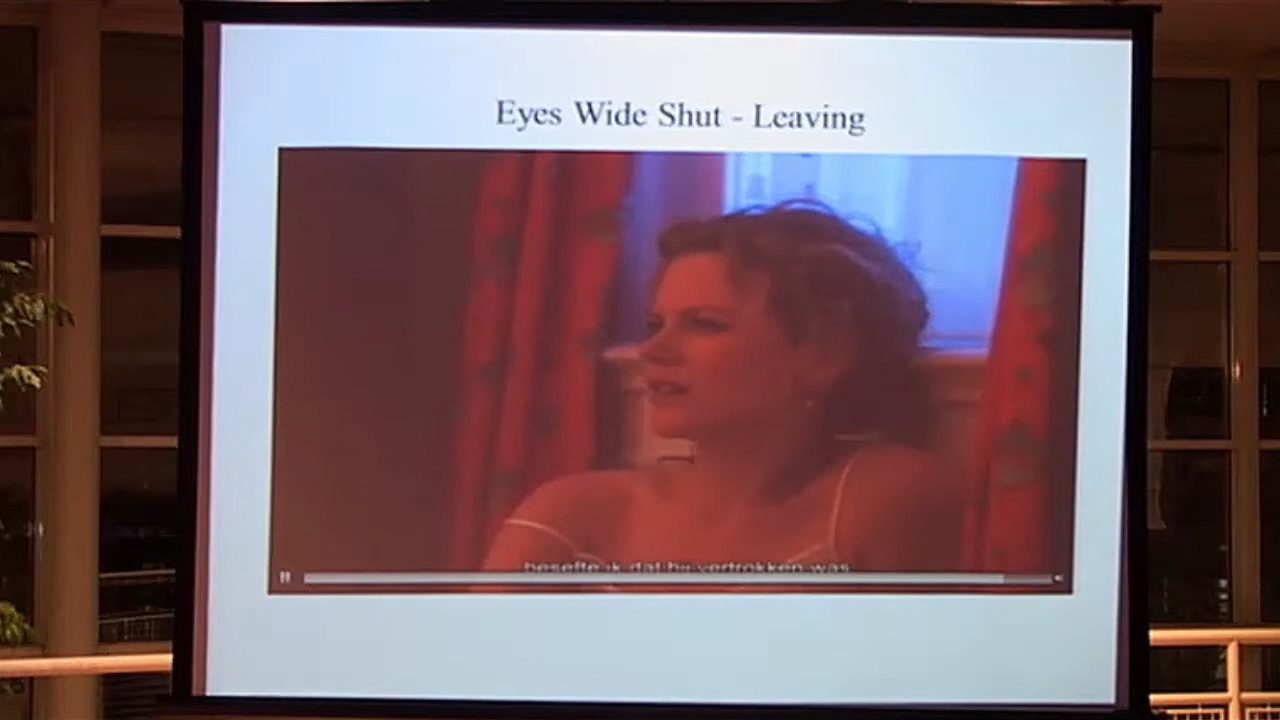 Eyes Wide Shut - Leaving
besefte ik dat hij vertrokken was